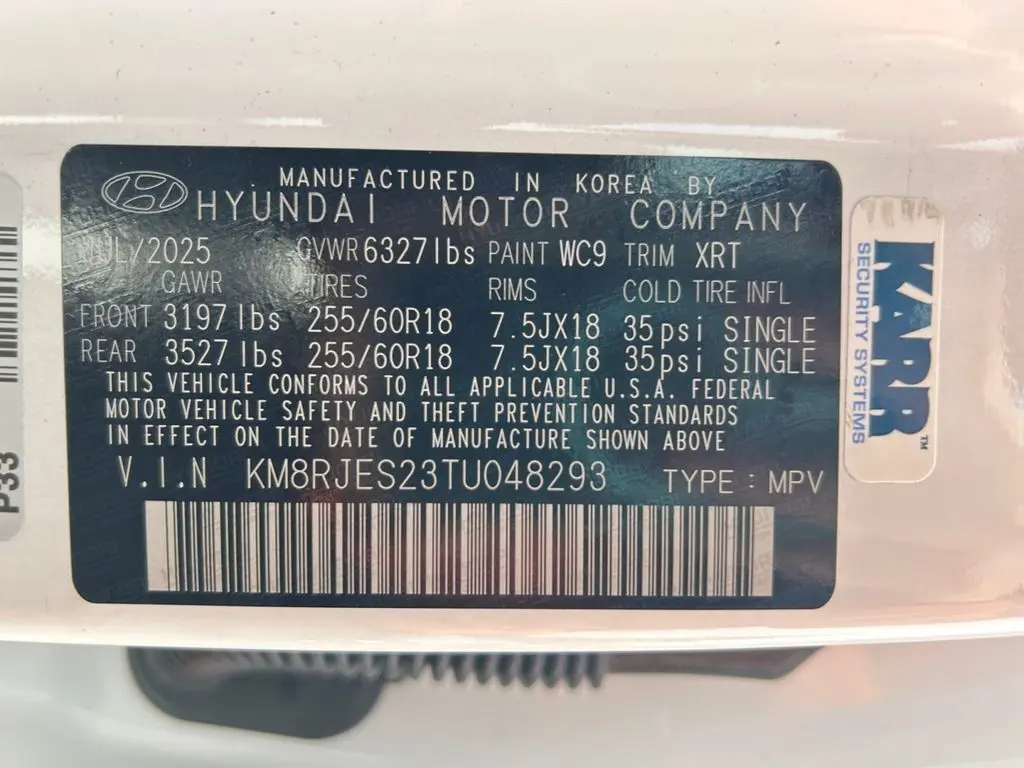 MANUFACTURED IN KOREA BY
HYUNDAI MOTOR COMPANY
JUL/2025 GVWR 6327lbs PAINT WC9 TRIM XRT
GAWR TIRES RIMS COLD TIRE INFL
FRONT 3197lbs 255/60R18 7.5JX18 35psi SINGLE
REAR 3527lbs 255/60R18 7.5JX18 35psi SINGLE
THIS VEHICLE CONFORMS TO ALL APPLICABLE U.S.A. FEDERAL
MOTOR VEHICLE SAFETY AND THEFT PREVENTION STANDARDS
IN EFFECT ON THE DATE OF MANUFACTURE SHOWN ABOVE
V.I.N KM8RJES23TU048293 TYPE : MPV
KARR™
SECURITY SYSTEMS
P33